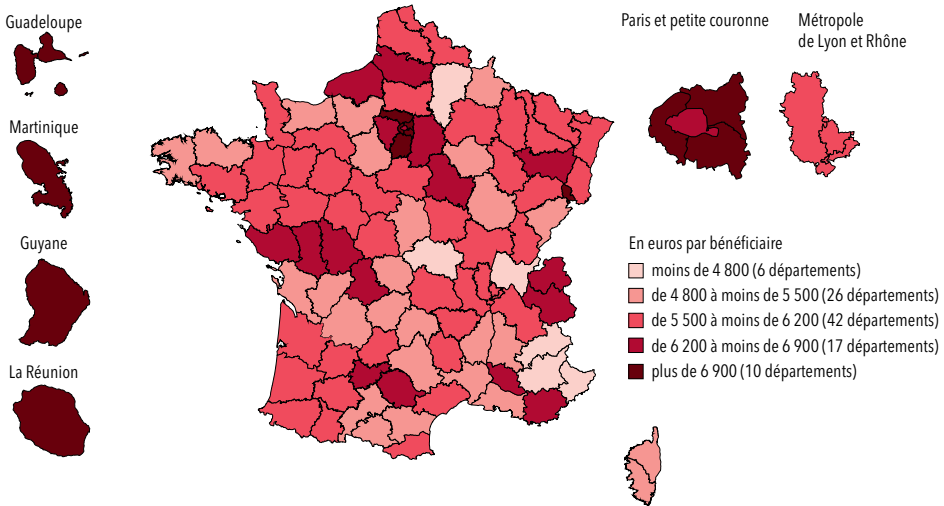 Guadeloupe
Martinique
Guyane
La Réunion
Paris et petite couronne
Métropole
de Lyon et Rhône
En euros par bénéficiaire
moins de 4 800 (6 départements)
de 4 800 à moins de 5 500 (26 départements)
de 5 500 à moins de 6 200 (42 départements)
de 6 200 à moins de 6 900 (17 départements)
plus de 6 900 (10 départements)